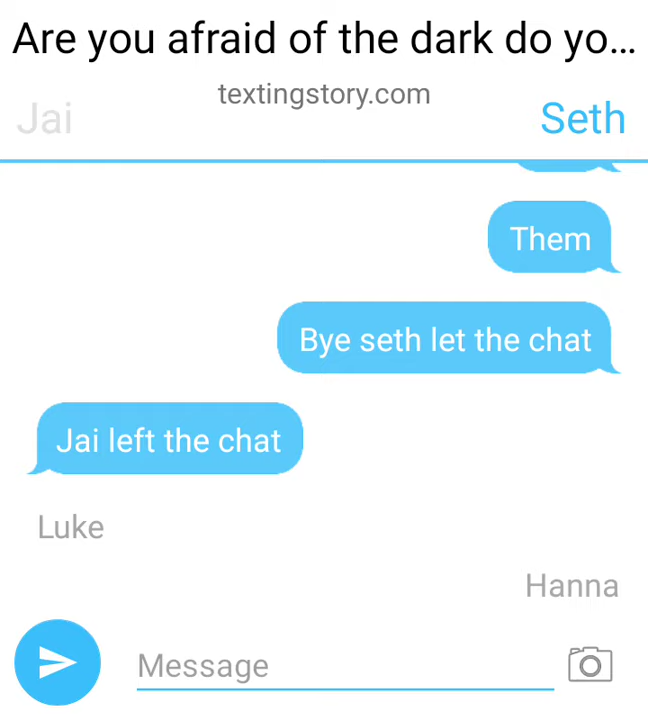 Are you afraid of the dark do yo...
textingstory.com
Jai
Seth
Them
Bye seth let the chat
Jai left the chat
Luke
Hanna
Message